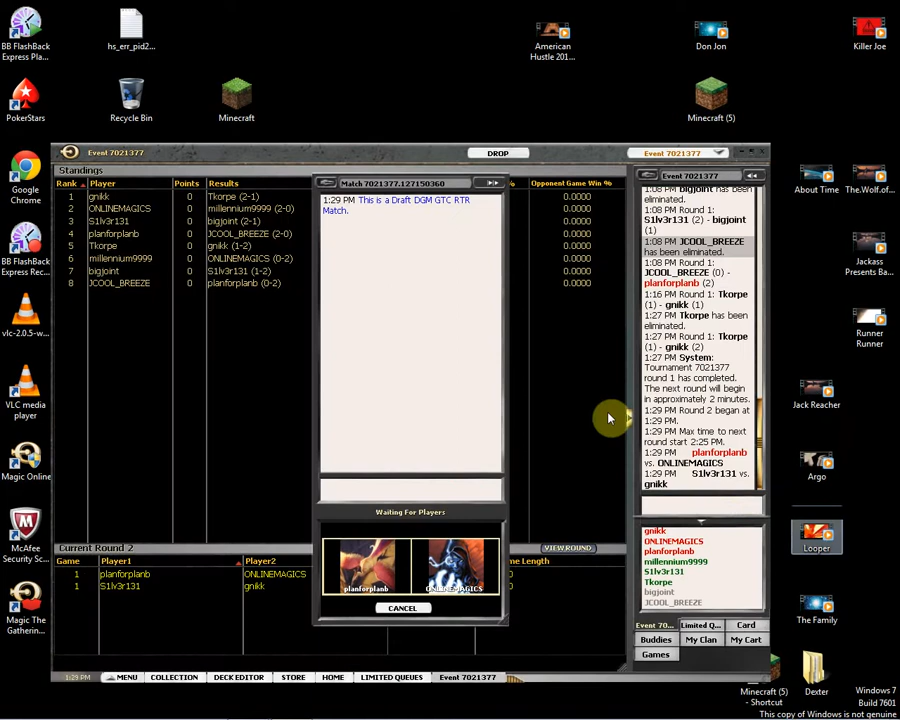 BB FlashBack
Express Pla...
hs_err_pid2...
American
Hustle 201...
Don Jon
Killer Joe
PokerStars
Recycle Bin
Minecraft
Minecraft (5)
Google
Chrome
BB FlashBack
Express Rec...
vlc-2.0.5-w...
VLC media
player
Magic Online
McAfee
Security Sc...
Magic The
Gatherin...
Event 7021377
DROP
Event 7021377
Standings
Rank Player Points Results % Opponent Game Win %
1 gnikk 0 Tkorpe (2-1) 0.0000
2 ONLINEMAGICS 0 millennium9999 (2-0) 0.0000
3 S1lv3r131 0 bigjoint (2-1) 0.0000
4 planforplanb 0 JCOOL_BREEZE (2-0) 0.0000
5 Tkorpe 0 gnikk (1-2) 0.0000
6 millennium9999 0 ONLINEMAGICS (0-2) 0.0000
7 bigjoint 0 S1lv3r131 (1-2) 0.0000
8 JCOOL_BREEZE 0 planforplanb (0-2) 0.0000
Match 7021377.127150360
1:29 PM This is a Draft DGM GTC RTR
Match.
Waiting For Players
planforplanb
ONLINEMAGICS
CANCEL
Current Round 2
VIEW ROUND
Game Player1 Player2 me Length
1 planforplanb ONLINEMAGICS 0
1 S1lv3r131 gnikk 0
Event 7021377
1:08 PM bigjoint has been
eliminated.
1:08 PM Round 1:
S1lv3r131 (2) - bigjoint
(1)
1:08 PM JCOOL_BREEZE
has been eliminated.
1:08 PM Round 1:
JCOOL_BREEZE (0) -
planforplanb (2)
1:16 PM Round 1: Tkorpe
(1) - gnikk (1)
1:27 PM Tkorpe has been
eliminated.
1:27 PM Round 1: Tkorpe
(1) - gnikk (2)
1:27 PM System:
Tournament 7021377
round 1 has completed.
The next round will begin
in approximately 2 minutes.
1:29 PM Round 2 began at
1:29 PM.
1:29 PM Max time to next
round start 2:25 PM.
1:29 PM planforplanb
vs. ONLINEMAGICS
1:29 PM S1lv3r131 vs.
gnikk
gnikk
ONLINEMAGICS
planforplanb
millennium9999
S1lv3r131
Tkorpe
bigjoint
JCOOL_BREEZE
Event 70...
Limited Q...
Card
Buddies
My Clan
My Cart
Games
1:29 PM
MENU
COLLECTION
DECK EDITOR
STORE
HOME
LIMITED QUEUES
Event 7021377
About Time
The.Wolf.of...
Jackass
Presents Ba...
Runner
Runner
Jack Reacher
Argo
Looper
The Family
Minecraft (5)
- Shortcut
Dexter
Windows 7
Build 7601
This copy of Windows is not genuine